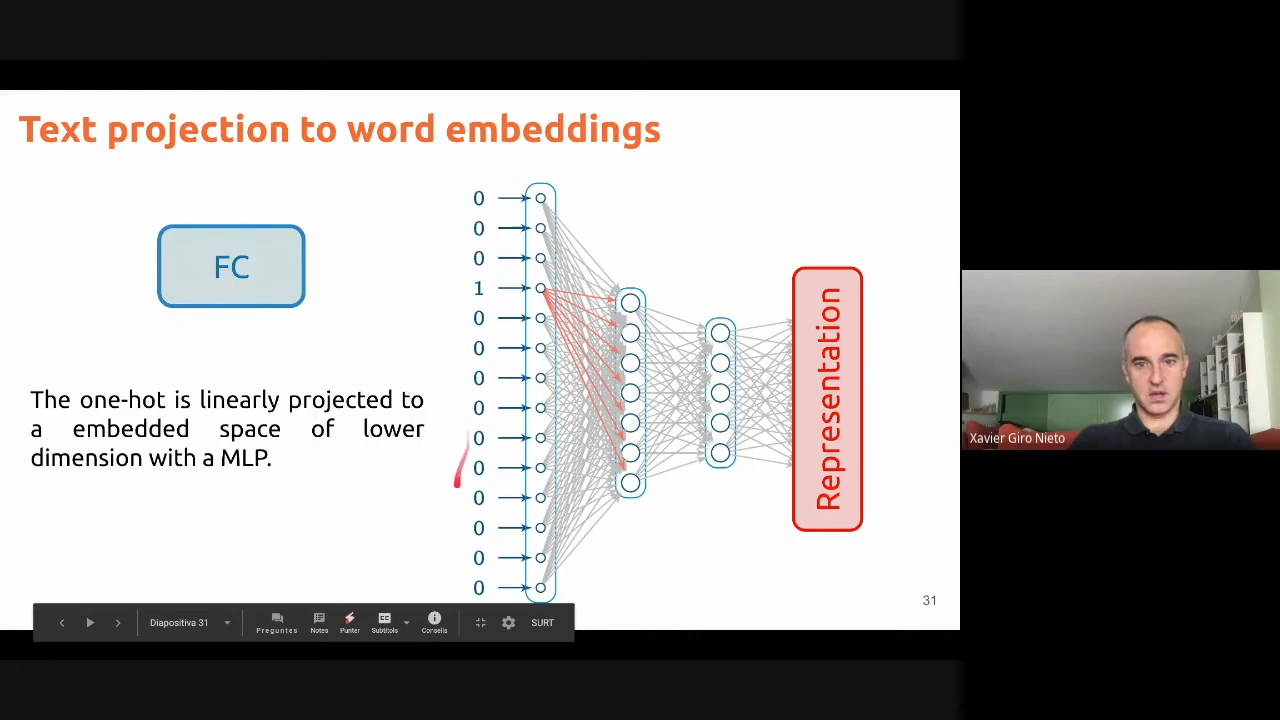 Text projection to word embeddings
FC
The one-hot is linearly projected to
a embedded space of lower
dimension with a MLP.
0
0
0
1
0
0
0
0
0
0
0
0
0
0
Representation
31
Xavier Giro Nieto
Diapositiva 31
Preguntes
Notes
Punter
Subtítols
Consells
SURT